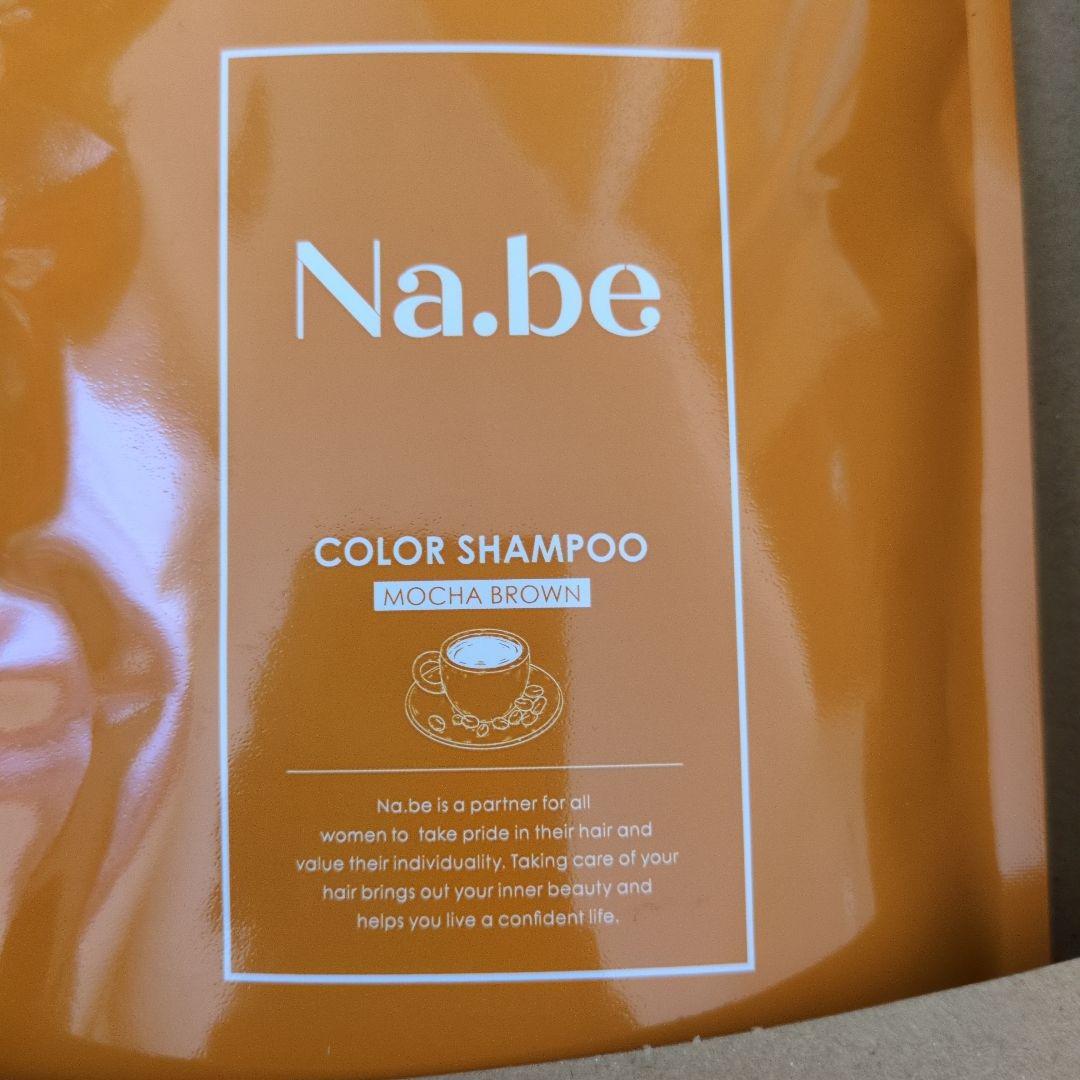 Na.be
COLOR SHAMPOO
MOCHA BROWN
Na.be is a partner for all
women to take pride in their hair and
value their individuality. Taking care of your
hair brings out your inner beauty and
helps you live a confident life.